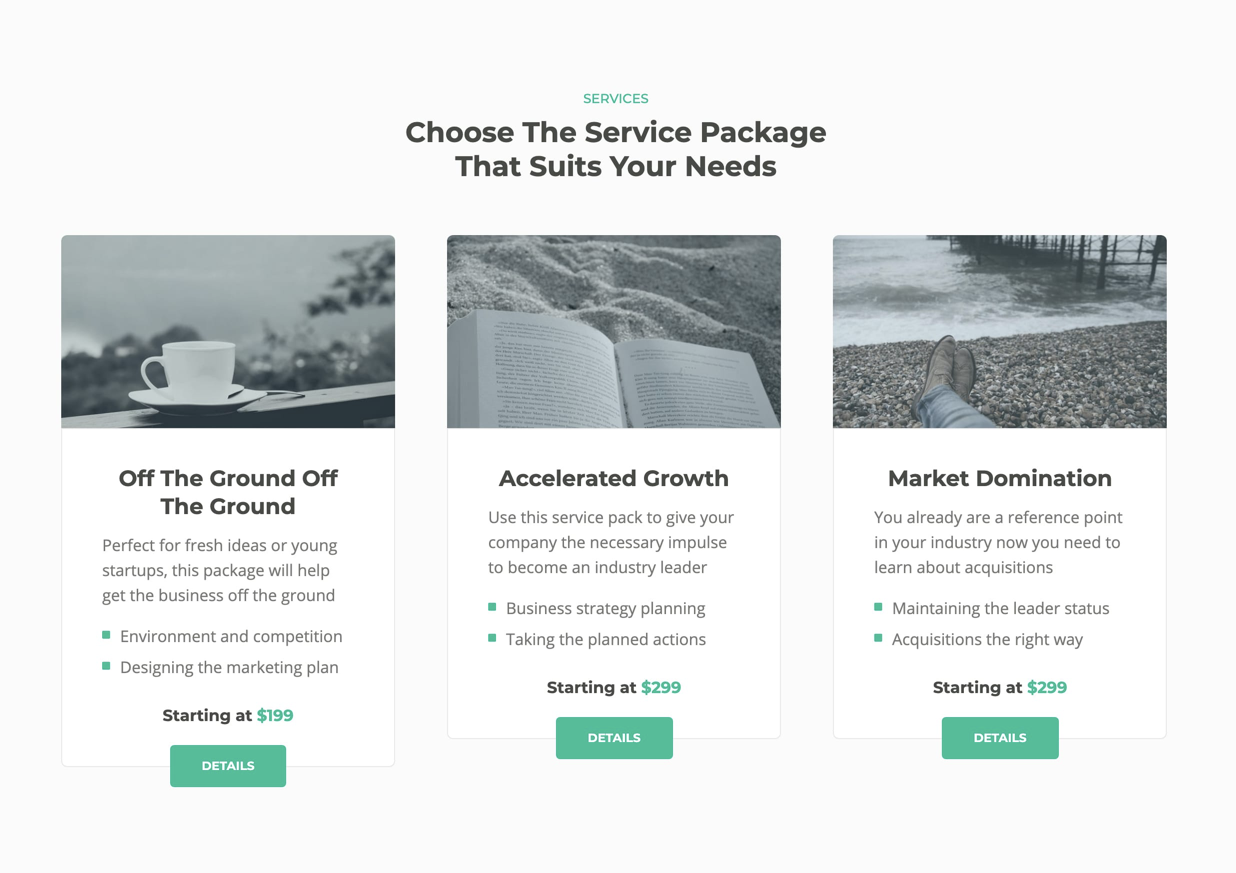 SERVICES
Choose The Service Package
That Suits Your Needs
Off The Ground Off
The Ground
Perfect for fresh ideas or young
startups, this package will help
get the business off the ground
Environment and competition
Designing the marketing plan
Starting at $199
DETAILS
Accelerated Growth
Use this service pack to give your
company the necessary impulse
to become an industry leader
Business strategy planning
Taking the planned actions
Starting at $299
DETAILS
Market Domination
You already are a reference point
in your industry now you need to
learn about acquisitions
Maintaining the leader status
Acquisitions the right way
Starting at $299
DETAILS